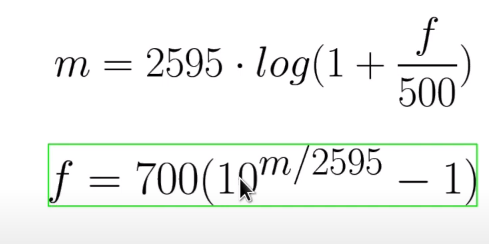 m = 2595 · log(1 + f/500)
f = 700(10^{m/2595} − 1)